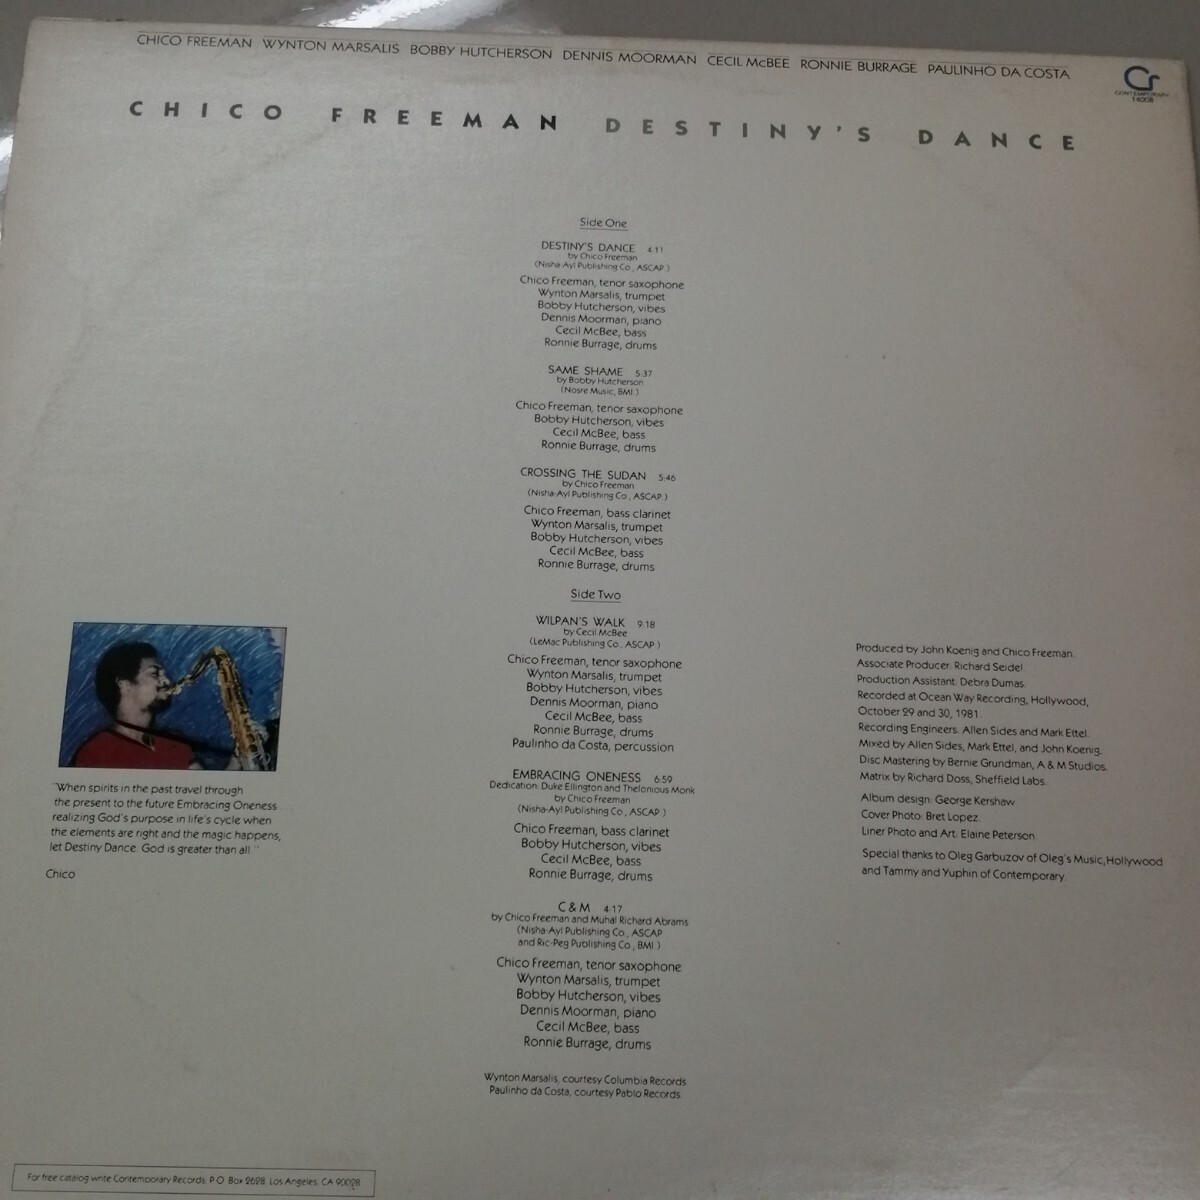 CHICO FREEMAN WYNTON MARSALIS BOBBY HUTCHERSON DENNIS MOORMAN CECIL McBEE RONNIE BURRAGE PAULINHO DA COSTA
CONTEMPORARY
14008
CHICO FREEMAN DESTINY'S DANCE
Side One
DESTINY'S DANCE 4:11
by Chico Freeman
(Nisha-Ayl Publishing Co., ASCAP)
Chico Freeman, tenor saxophone
Wynton Marsalis, trumpet
Bobby Hutcherson, vibes
Dennis Moorman, piano
Cecil McBee, bass
Ronnie Burrage, drums
SAME SHAME 5:37
by Bobby Hutcherson
(Nosre Music, BMI)
Chico Freeman, tenor saxophone
Bobby Hutcherson, vibes
Cecil McBee, bass
Ronnie Burrage, drums
CROSSING THE SUDAN 5:46
by Chico Freeman
(Nisha-Ayl Publishing Co., ASCAP)
Chico Freeman, bass clarinet
Wynton Marsalis, trumpet
Bobby Hutcherson, vibes
Cecil McBee, bass
Ronnie Burrage, drums
Side Two
WILPAN'S WALK 9:18
by Cecil McBee
(LeMac Publishing Co., ASCAP)
Chico Freeman, tenor saxophone
Wynton Marsalis, trumpet
Bobby Hutcherson, vibes
Dennis Moorman, piano
Cecil McBee, bass
Ronnie Burrage, drums
Paulinho da Costa, percussion
EMBRACING ONENESS 6:59
Dedication: Duke Ellington and Thelonious Monk
by Chico Freeman
(Nisha-Ayl Publishing Co., ASCAP)
Chico Freeman, bass clarinet
Bobby Hutcherson, vibes
Cecil McBee, bass
Ronnie Burrage, drums
C & M 4:17
by Chico Freeman and Muhal Richard Abrams
(Nisha-Ayl Publishing Co., ASCAP
and Ric-Peg Publishing Co., BMI)
Chico Freeman, tenor saxophone
Wynton Marsalis, trumpet
Bobby Hutcherson, vibes
Dennis Moorman, piano
Cecil McBee, bass
Ronnie Burrage, drums
Wynton Marsalis, courtesy Columbia Records
Paulinho da Costa, courtesy Pablo Records
"When spirits in the past travel through
the present to the future Embracing Oneness
realizing God's purpose in life's cycle when
the elements are right and the magic happens,
let Destiny Dance. God is greater than all."
Chico
Produced by John Koenig and Chico Freeman.
Associate Producer: Richard Seidel.
Production Assistant: Debra Dumas.
Recorded at Ocean Way Recording, Hollywood,
October 29 and 30, 1981.
Recording Engineers: Allen Sides and Mark Ettel.
Mixed by Allen Sides, Mark Ettel, and John Koenig.
Disc Mastering by Bernie Grundman, A & M Studios.
Matrix by Richard Doss, Sheffield Labs.
Album design: George Kershaw
Cover Photo: Bret Lopez
Liner Photo and Art: Elaine Peterson
Special thanks to Oleg Garbuzov of Oleg's Music, Hollywood
and Tammy and Yuphin of Contemporary.
For free catalog write Contemporary Records, P.O. Box 2628, Los Angeles, CA 90028